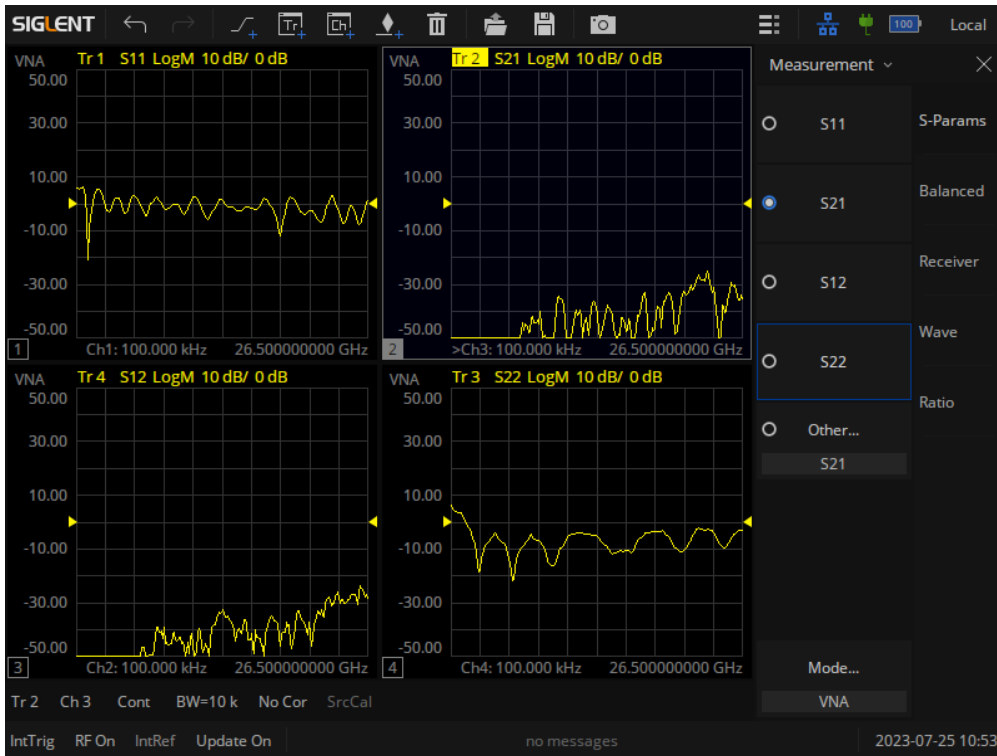 SIGLENT Tr Ch 100 Local
VNA Tr 1 S11 LogM 10 dB/ 0 dB
50.00
30.00
10.00
-10.00
-30.00
-50.00
1 Ch1: 100.000 kHz 26.500000000 GHz
VNA Tr 2 S21 LogM 10 dB/ 0 dB
50.00
30.00
10.00
-10.00
-30.00
-50.00
2 >Ch3: 100.000 kHz 26.500000000 GHz
VNA Tr 4 S12 LogM 10 dB/ 0 dB
50.00
30.00
10.00
-10.00
-30.00
-50.00
3 Ch2: 100.000 kHz 26.500000000 GHz
VNA Tr 3 S22 LogM 10 dB/ 0 dB
50.00
30.00
10.00
-10.00
-30.00
-50.00
4 Ch4: 100.000 kHz 26.500000000 GHz
Measurement
S11
S21
S12
S22
Other...
S21
Mode...
VNA
S-Params
Balanced
Receiver
Wave
Ratio
Tr 2 Ch 3 Cont BW=10 k No Cor SrcCal
IntTrig RF On IntRef Update On no messages 2023-07-25 10:53